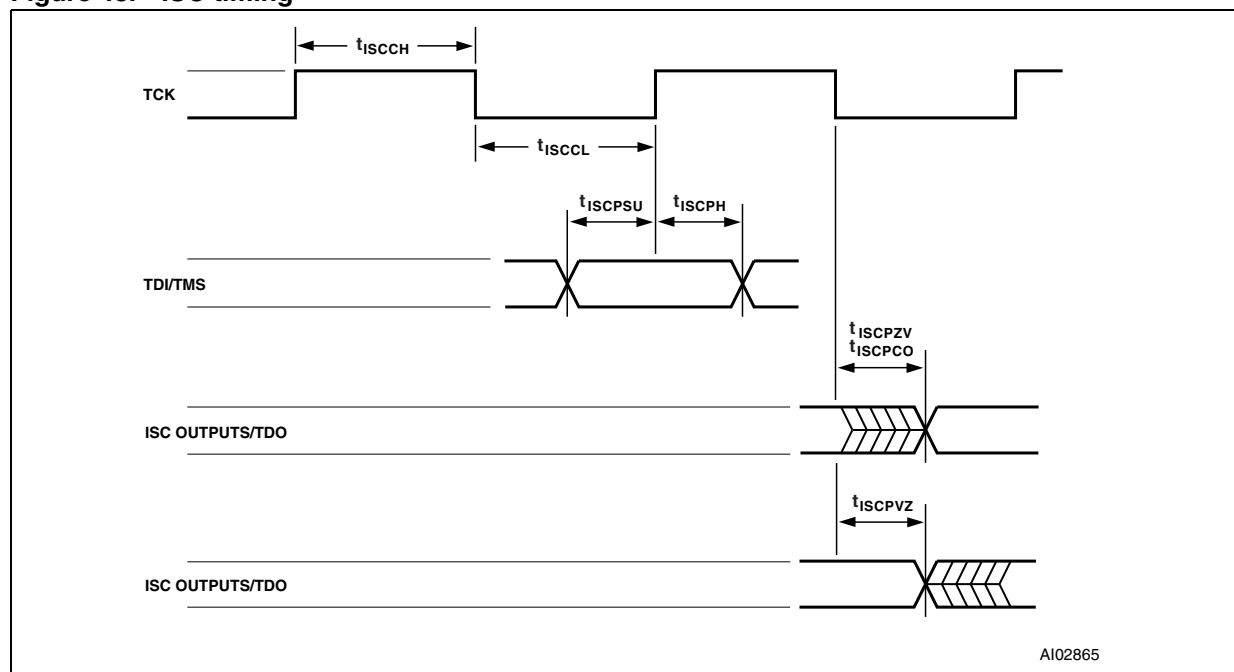 tISCCH
TCK
tISCCL
tISCPSU
tISCPH
TDI/TMS
tISCPZV
tISCPCO
ISC OUTPUTS/TDO
tISCPVZ
ISC OUTPUTS/TDO
AI02865